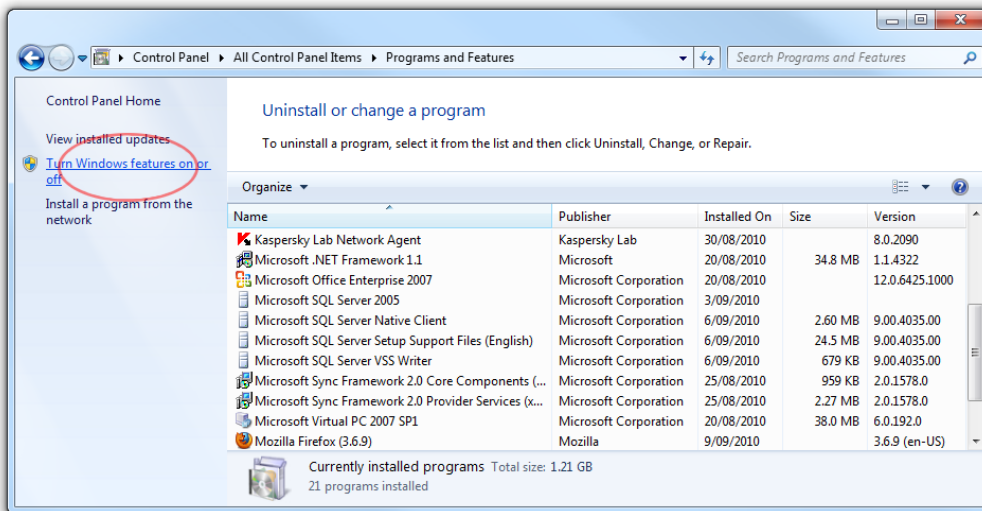 Control Panel All Control Panel Items Programs and Features Search Programs and Features
Control Panel Home
View installed updates
Turn Windows features on or
off
Install a program from the
network
Uninstall or change a program
To uninstall a program, select it from the list and then click Uninstall, Change, or Repair.
Organize
Name Publisher Installed On Size Version
Kaspersky Lab Network Agent Kaspersky Lab 30/08/2010 8.0.2090
Microsoft .NET Framework 1.1 Microsoft 20/08/2010 34.8 MB 1.1.4322
Microsoft Office Enterprise 2007 Microsoft Corporation 20/08/2010 12.0.6425.1000
Microsoft SQL Server 2005 Microsoft Corporation 3/09/2010
Microsoft SQL Server Native Client Microsoft Corporation 6/09/2010 2.60 MB 9.00.4035.00
Microsoft SQL Server Setup Support Files (English) Microsoft Corporation 6/09/2010 24.5 MB 9.00.4035.00
Microsoft SQL Server VSS Writer Microsoft Corporation 6/09/2010 679 KB 9.00.4035.00
Microsoft Sync Framework 2.0 Core Components (... Microsoft Corporation 25/08/2010 959 KB 2.0.1578.0
Microsoft Sync Framework 2.0 Provider Services (x... Microsoft Corporation 25/08/2010 2.27 MB 2.0.1578.0
Microsoft Virtual PC 2007 SP1 Microsoft Corporation 20/08/2010 38.0 MB 6.0.192.0
Mozilla Firefox (3.6.9) Mozilla 9/09/2010 3.6.9 (en-US)
Currently installed programs Total size: 1.21 GB
21 programs installed